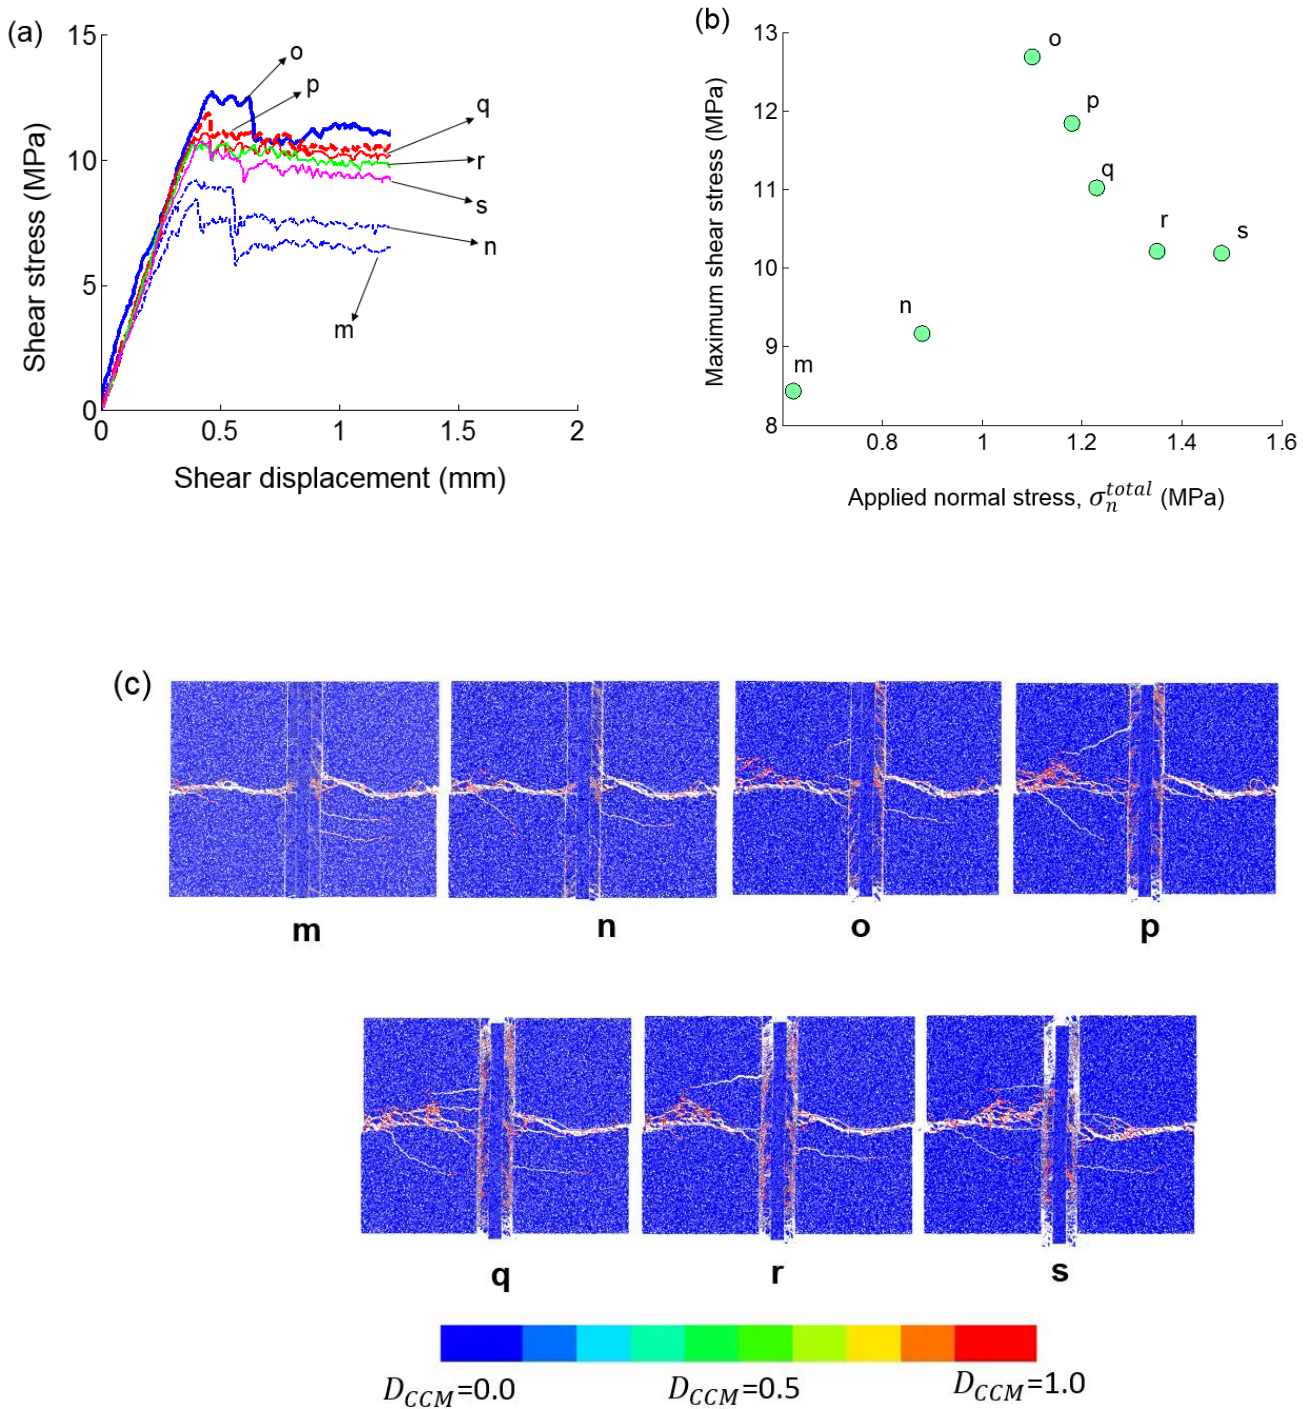 (a)
15
10
5
0
0
0.5
1
1.5
2
Shear stress (MPa)
Shear displacement (mm)
o
p
q
r
s
n
m
(b)
13
12
11
10
9
8
0.8
1
1.2
1.4
1.6
Maximum shear stress (MPa)
Applied normal stress, σ_n^total (MPa)
o
p
q
r
s
n
m
(c)
m n o p
q r s
D_CCM=0.0 D_CCM=0.5 D_CCM=1.0